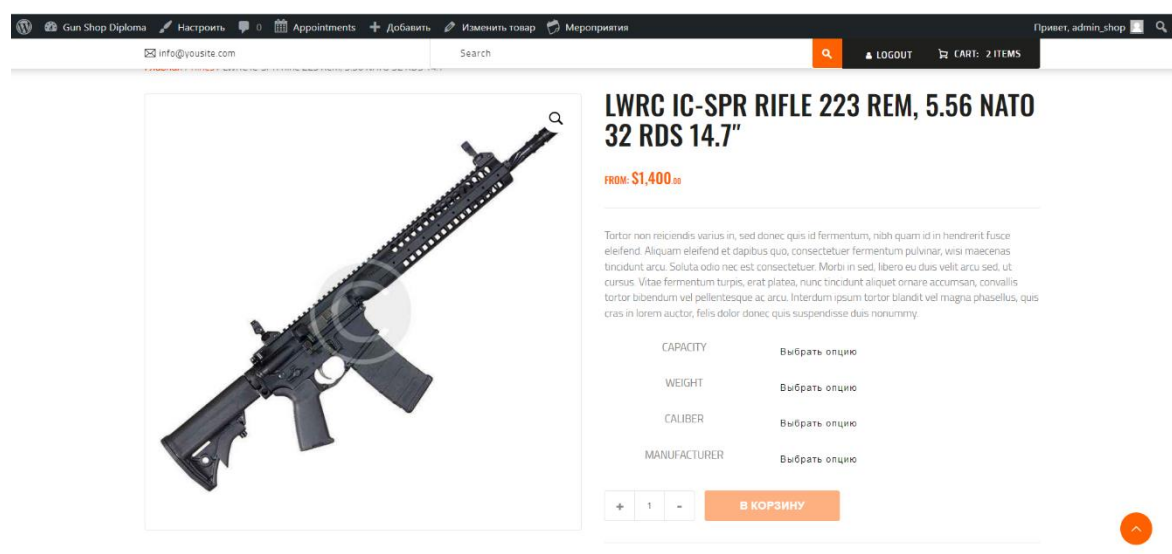 Gun Shop Diploma Настроить 0 Appointments Добавить Изменить товар Мероприятия Привет, admin_shop
info@yousite.com Search LOGOUT CART: 2 ITEMS
LWRC IC-SPR RIFLE 223 REM, 5.56 NATO
32 RDS 14.7″
FROM: $1,400.00
Tortor non reiciendis varius in, sed donec quis id fermentum, nibh quam id in hendrerit fusce
eleifend. Aliquam eleifend et dapibus quo, consectetuer fermentum pulvinar, wisi maecenas
tincidunt arcu. Soluta odio nec est consectetuer. Morbi in sed, libero eu duis velit arcu sed, ut
cursus. Vitae fermentum turpis, erat platea, nunc tincidunt aliquet ornare accumsan, convallis
tortor bibendum vel pellentesque ac arcu. Interdum ipsum tortor blandit vel magna phasellus, quis
cras in lorem auctor, felis dolor donec quis suspendisse duis nonummy.
CAPACITY Выбрать опцию
WEIGHT Выбрать опцию
CALIBER Выбрать опцию
MANUFACTURER Выбрать опцию
+ 1 - В КОРЗИНУ